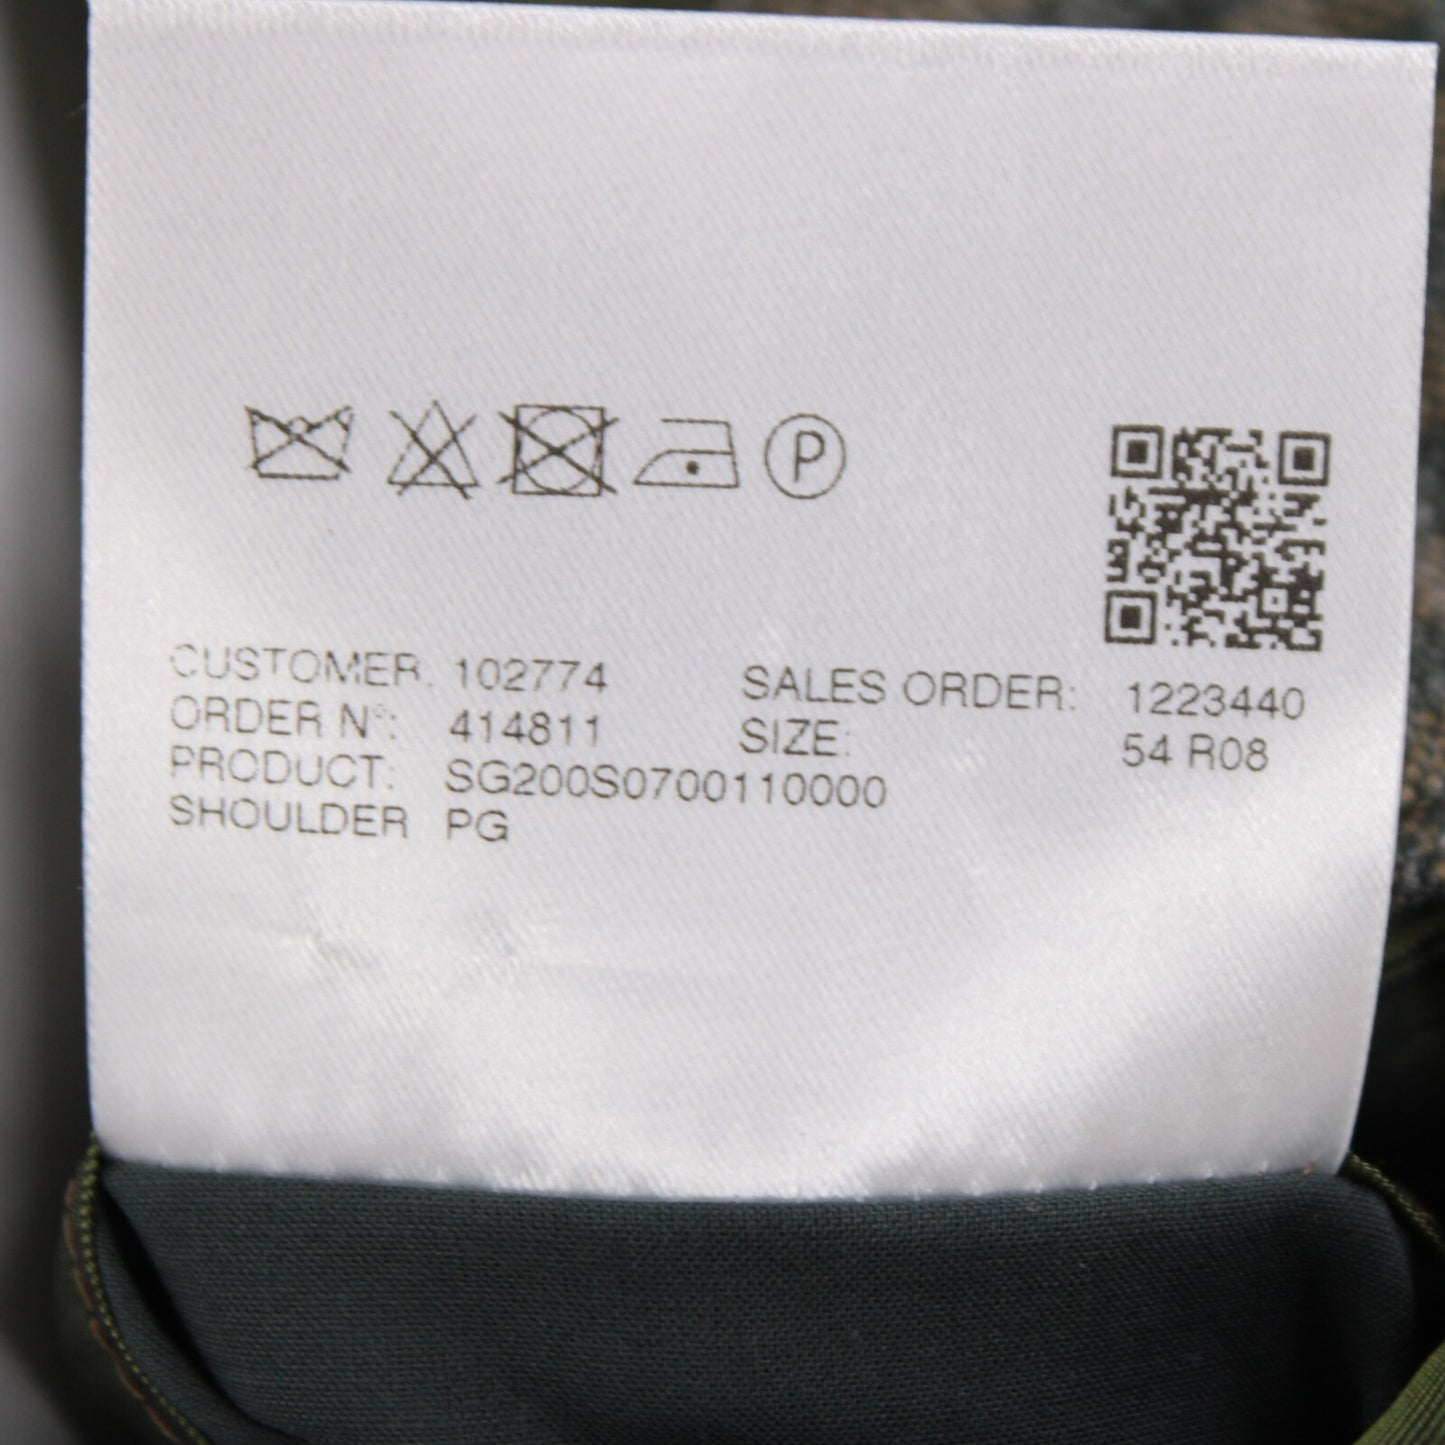 P
CUSTOMER: 102774
ORDER N°: 414811
PRODUCT: SG200S0700110000
SHOULDER PG
SALES ORDER: 1223440
SIZE: 54 R08